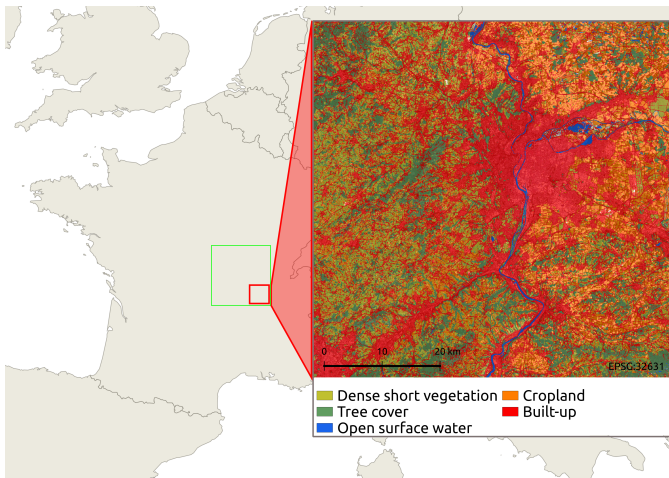 0 10 20 km
EPSG:32631
Dense short vegetation
Cropland
Tree cover
Built-up
Open surface water